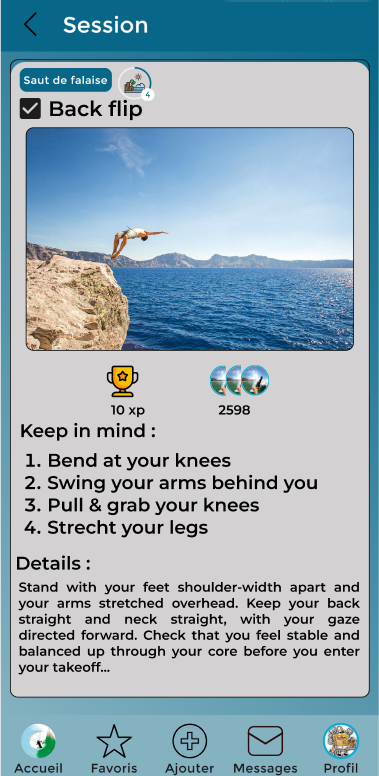 Session
Saut de falaise
4
Back flip
10 xp
2598
Keep in mind :
1. Bend at your knees
2. Swing your arms behind you
3. Pull & grab your knees
4. Strecht your legs
Details :
Stand with your feet shoulder-width apart and
your arms stretched overhead. Keep your back
straight and neck straight, with your gaze
directed forward. Check that you feel stable and
balanced up through your core before you enter
your takeoff...
Accueil
Favoris
Ajouter
Messages
Profil